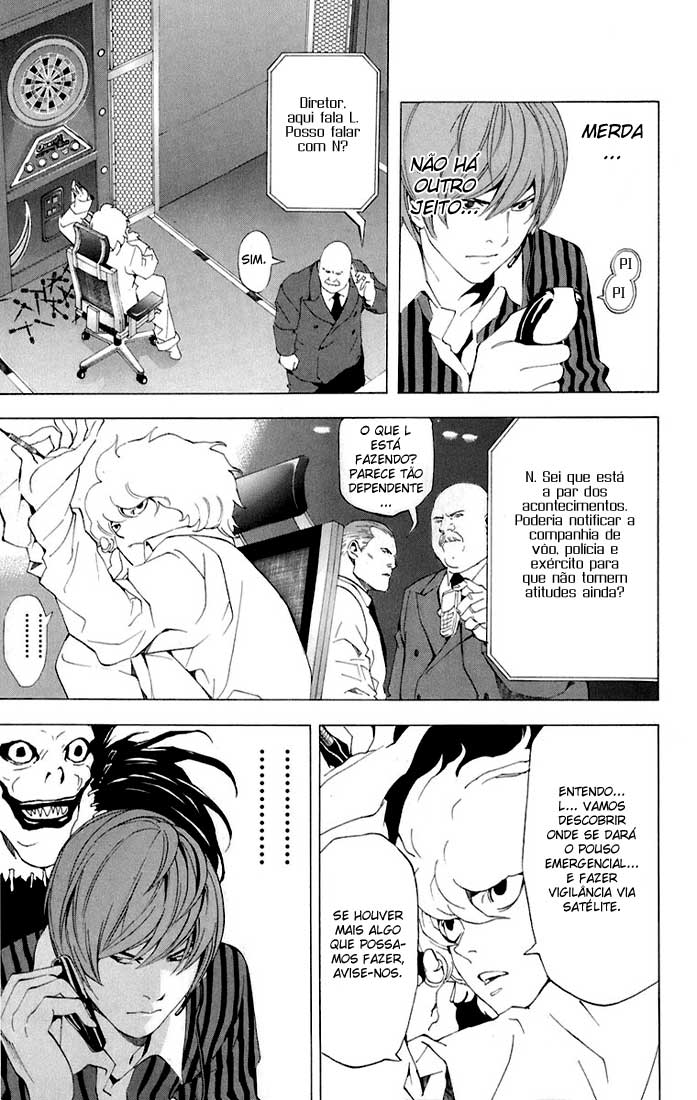 MERDA
...
NÃO HÁ
OUTRO
JEITO...
PI
PI
Diretor,
aqui fala L.
Posso falar
com N?
SIM.
N. Sei que está
a par dos
acontecimentos.
Poderia notificar a
companhia de
vôo, polícia e
exército para
que não tomem
atitudes ainda?
O QUE L
ESTÁ
FAZENDO?
PARECE TÃO
DEPENDENTE
...
........
ENTENDO...
L... VAMOS
DESCOBRIR
ONDE SE DARÁ
O POUSO
EMERGENCIAL...
E FAZER
VIGILÂNCIA VIA
SATÉLITE.
SE HOUVER
MAIS ALGO
QUE POSSA-
MOS FAZER,
AVISE-NOS.